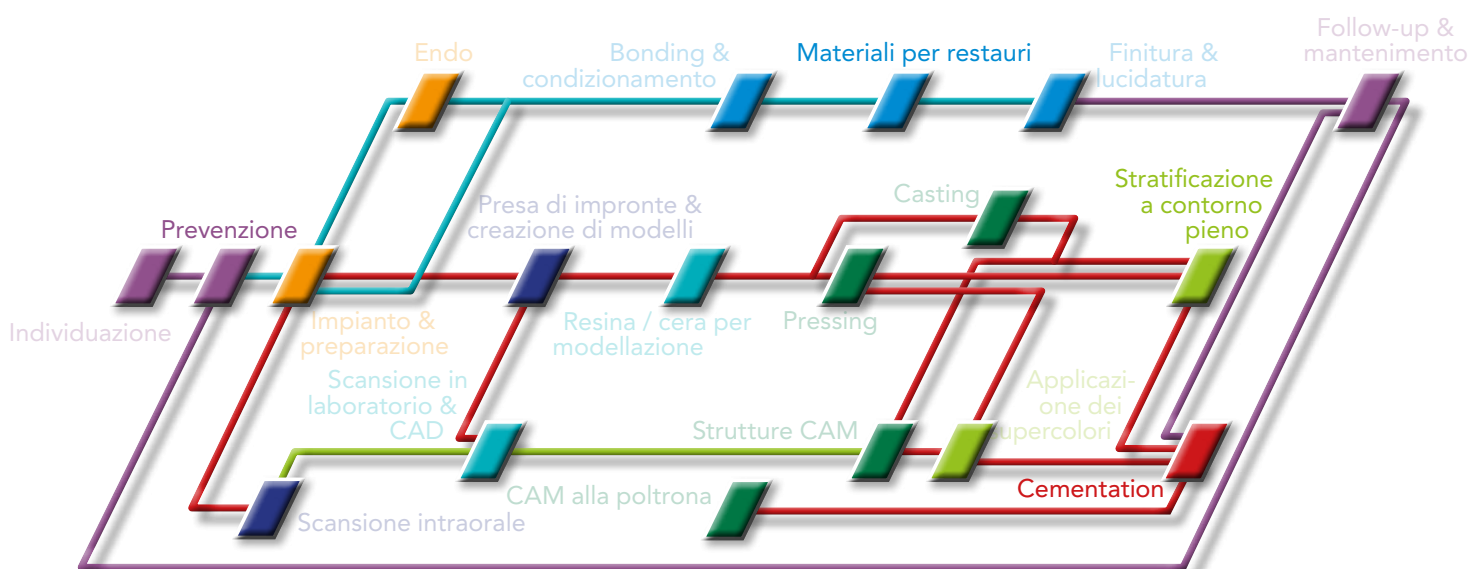 Follow-up &
mantenimento
Endo
Bonding &
condizionamento
Materiali per restauri
Finitura &
lucidatura
Stratificazione
a contorno
pieno
Casting
Presa di impronte &
creazione di modelli
Prevenzione
Individuazione
Impianto &
preparazione
Resina / cera per
modellazione
Pressing
Scansione in
laboratorio &
CAD
Applicazi-
one dei
upercolori
Strutture CAM
CAM alla poltrona
Cementation
Scansione intraorale